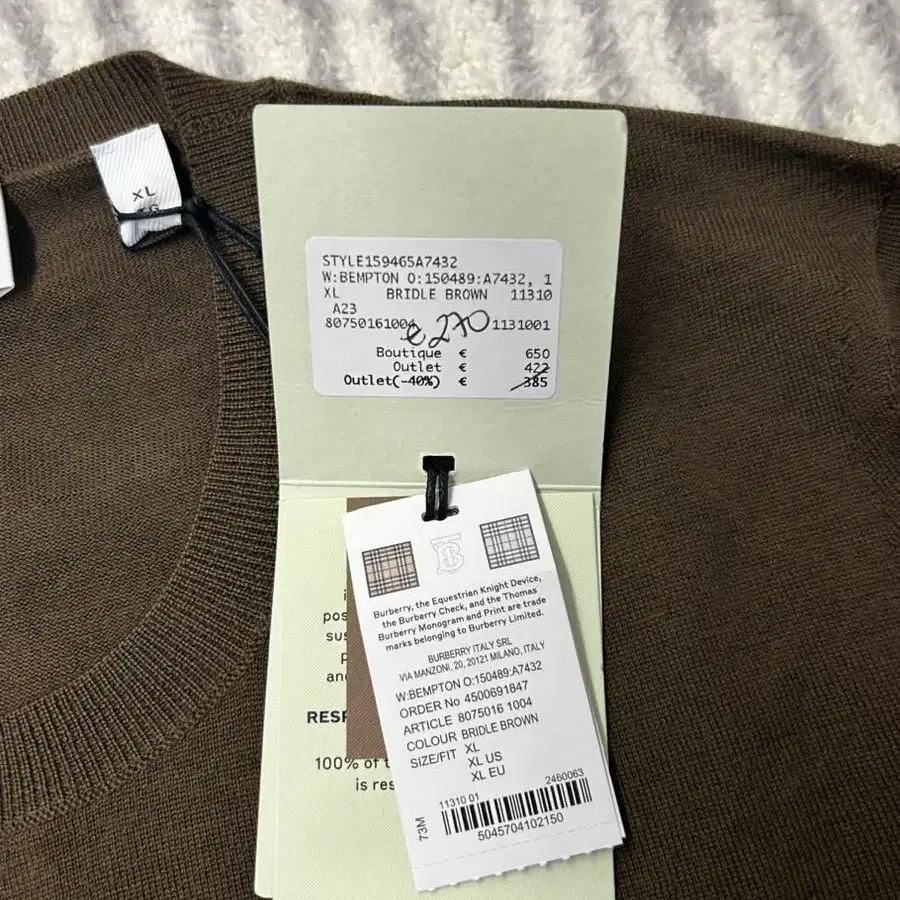 XL
STYLE159465A7432
W:BEMPTON O:150489:A7432, 1
XL BRIDLE BROWN 11310
A23
80750161004 1131001
€ 270
Boutique € 650
Outlet € 422
Outlet(-40%) € 385
Burberry, the Equestrian Knight Device,
the Burberry Check, and the Thomas
Burberry Monogram and Print are trade
marks belonging to Burberry Limited.
BURBERRY ITALY SRL
VIA MANZONI, 20, 20121 MILANO, ITALY
W:BEMPTON O:150489:A7432
ORDER No 4500691847
ARTICLE 8075016 1004
COLOUR BRIDLE BROWN
SIZE/FIT XL
XL US
XL EU
11310 01 2460063
73M
5045704102150
100% of
is